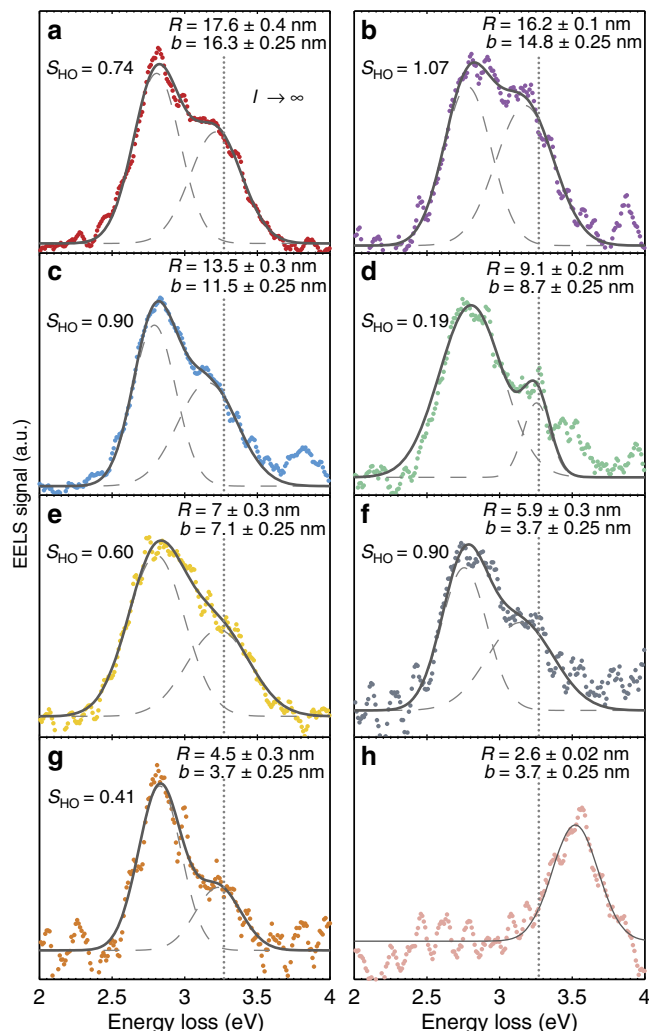 EELS signal (a.u.)
a
R = 17.6 ± 0.4 nm
b = 16.3 ± 0.25 nm
S_HO = 0.74
l → ∞
b
R = 16.2 ± 0.1 nm
b = 14.8 ± 0.25 nm
S_HO = 1.07
c
R = 13.5 ± 0.3 nm
b = 11.5 ± 0.25 nm
S_HO = 0.90
d
R = 9.1 ± 0.2 nm
b = 8.7 ± 0.25 nm
S_HO = 0.19
e
R = 7 ± 0.3 nm
b = 7.1 ± 0.25 nm
S_HO = 0.60
f
R = 5.9 ± 0.3 nm
b = 3.7 ± 0.25 nm
S_HO = 0.90
g
R = 4.5 ± 0.3 nm
b = 3.7 ± 0.25 nm
S_HO = 0.41
h
R = 2.6 ± 0.02 nm
b = 3.7 ± 0.25 nm
2 2.5 3 3.5 4
Energy loss (eV)
2 2.5 3 3.5 4
Energy loss (eV)